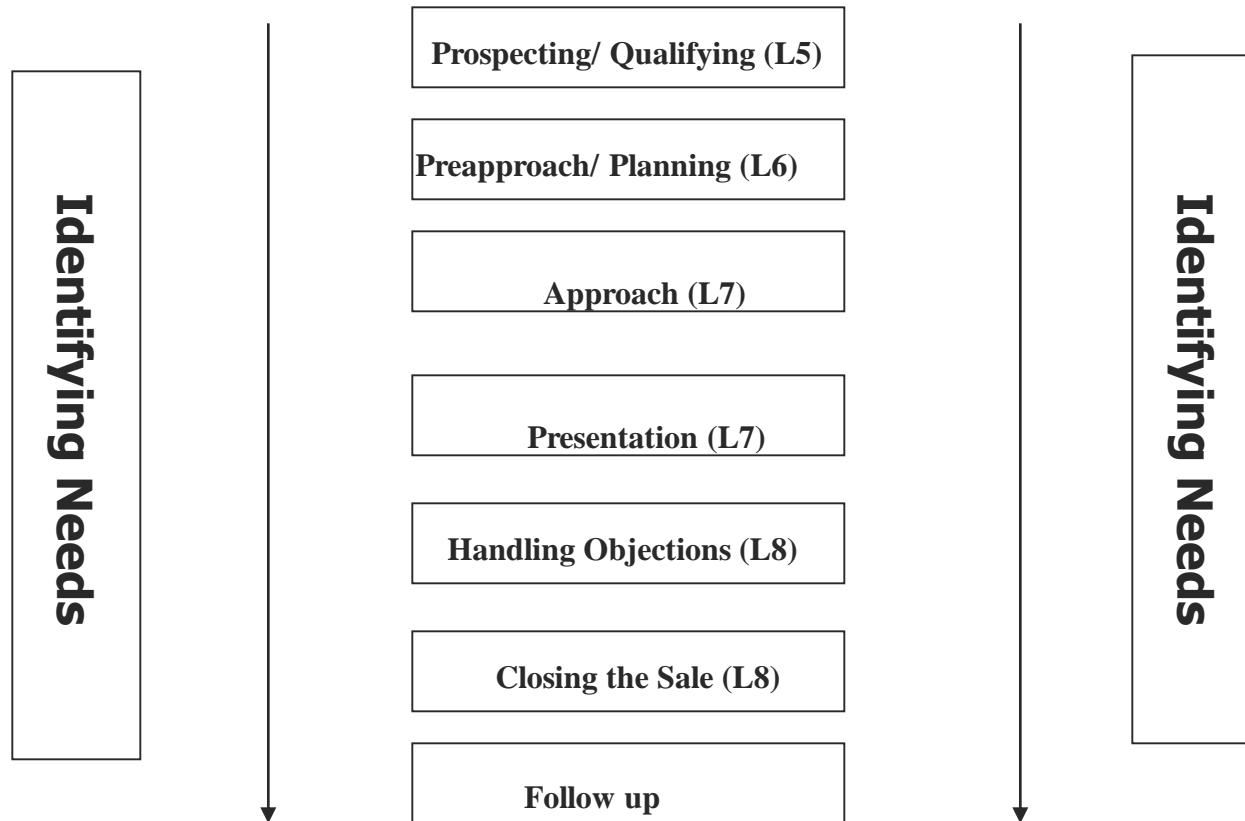 Identifying Needs
Prospecting/ Qualifying (L5)
Preapproach/ Planning (L6)
Approach (L7)
Presentation (L7)
Handling Objections (L8)
Closing the Sale (L8)
Follow up
Identifying Needs